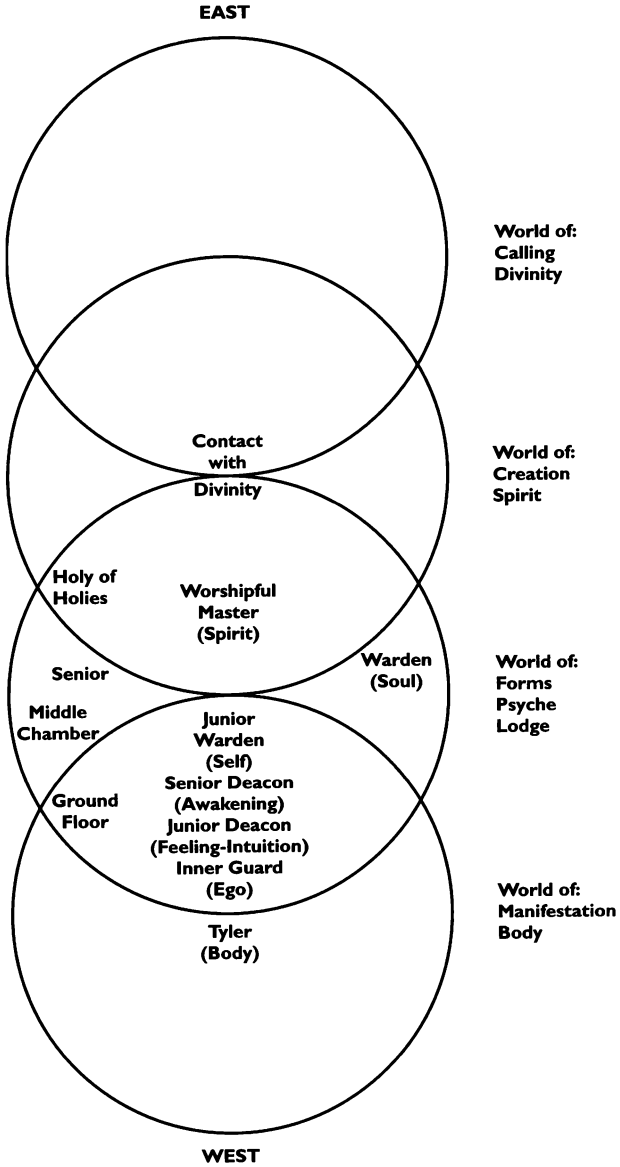 EAST
World of:
Calling
Divinity
Contact
with
Divinity
World of:
Creation
Spirit
Holy of
Holies
Worshipful
Master
(Spirit)
Senior
Warden
(Soul)
World of:
Forms
Psyche
Lodge
Middle
Chamber
Junior
Warden
(Self)
Senior Deacon
(Awakening)
Junior Deacon
(Feeling-Intuition)
Inner Guard
(Ego)
Ground
Floor
World of:
Manifestation
Body
Tyler
(Body)
WEST